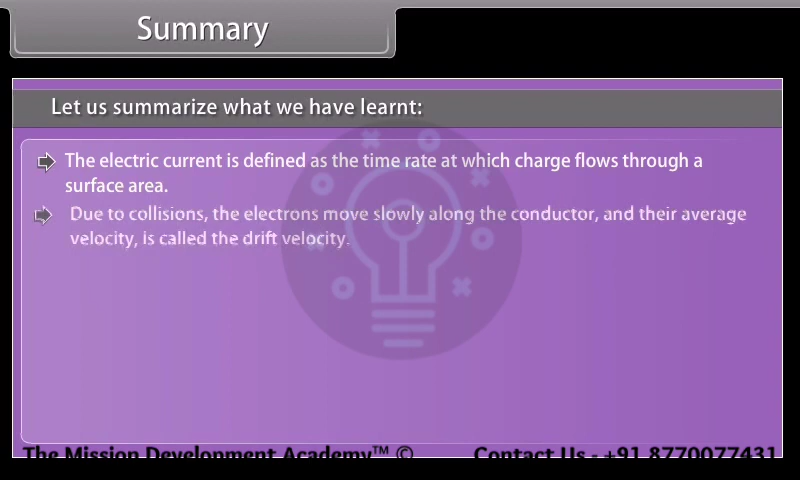 Summary
Let us summarize what we have learnt:
The electric current is defined as the time rate at which charge flows through a
surface area.
Due to collisions, the electrons move slowly along the conductor, and their average
velocity, is called the drift velocity.
The Mission Development Academy™ © Contact Us - +91 8770077431